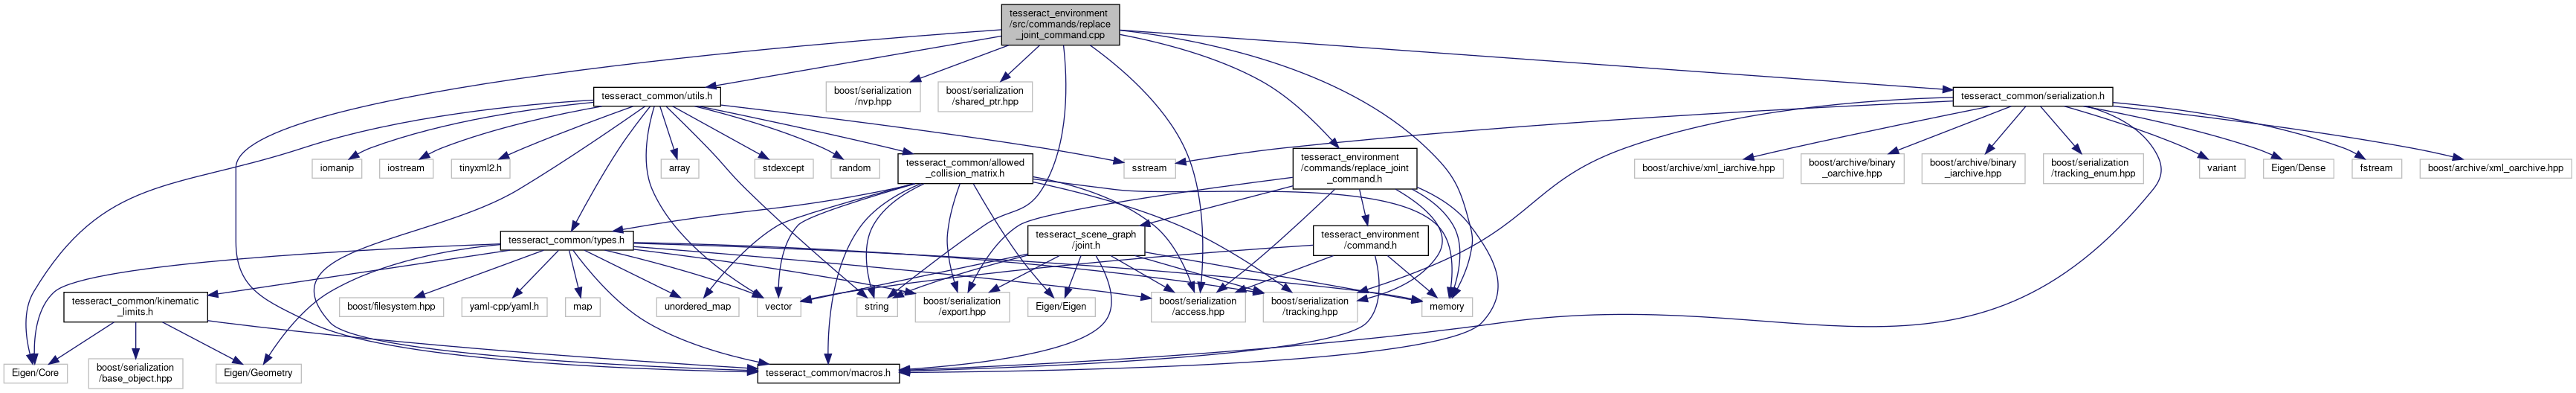 tesseract_environment
/src/commands/replace
_joint_command.cpp
tesseract_common/utils.h
boost/serialization
/nvp.hpp
boost/serialization
/shared_ptr.hpp
tesseract_common/serialization.h
iomanip
iostream
tinyxml2.h
array
stdexcept
random
tesseract_common/allowed
_collision_matrix.h
sstream
tesseract_environment
/commands/replace_joint
_command.h
boost/archive/xml_iarchive.hpp
boost/archive/binary
_oarchive.hpp
boost/archive/binary
_iarchive.hpp
boost/serialization
/tracking_enum.hpp
variant
Eigen/Dense
fstream
boost/archive/xml_oarchive.hpp
tesseract_common/types.h
tesseract_scene_graph
/joint.h
tesseract_environment
/command.h
tesseract_common/kinematic
_limits.h
boost/filesystem.hpp
yaml-cpp/yaml.h
map
unordered_map
vector
string
boost/serialization
/export.hpp
Eigen/Eigen
boost/serialization
/access.hpp
boost/serialization
/tracking.hpp
memory
Eigen/Core
boost/serialization
/base_object.hpp
Eigen/Geometry
tesseract_common/macros.h